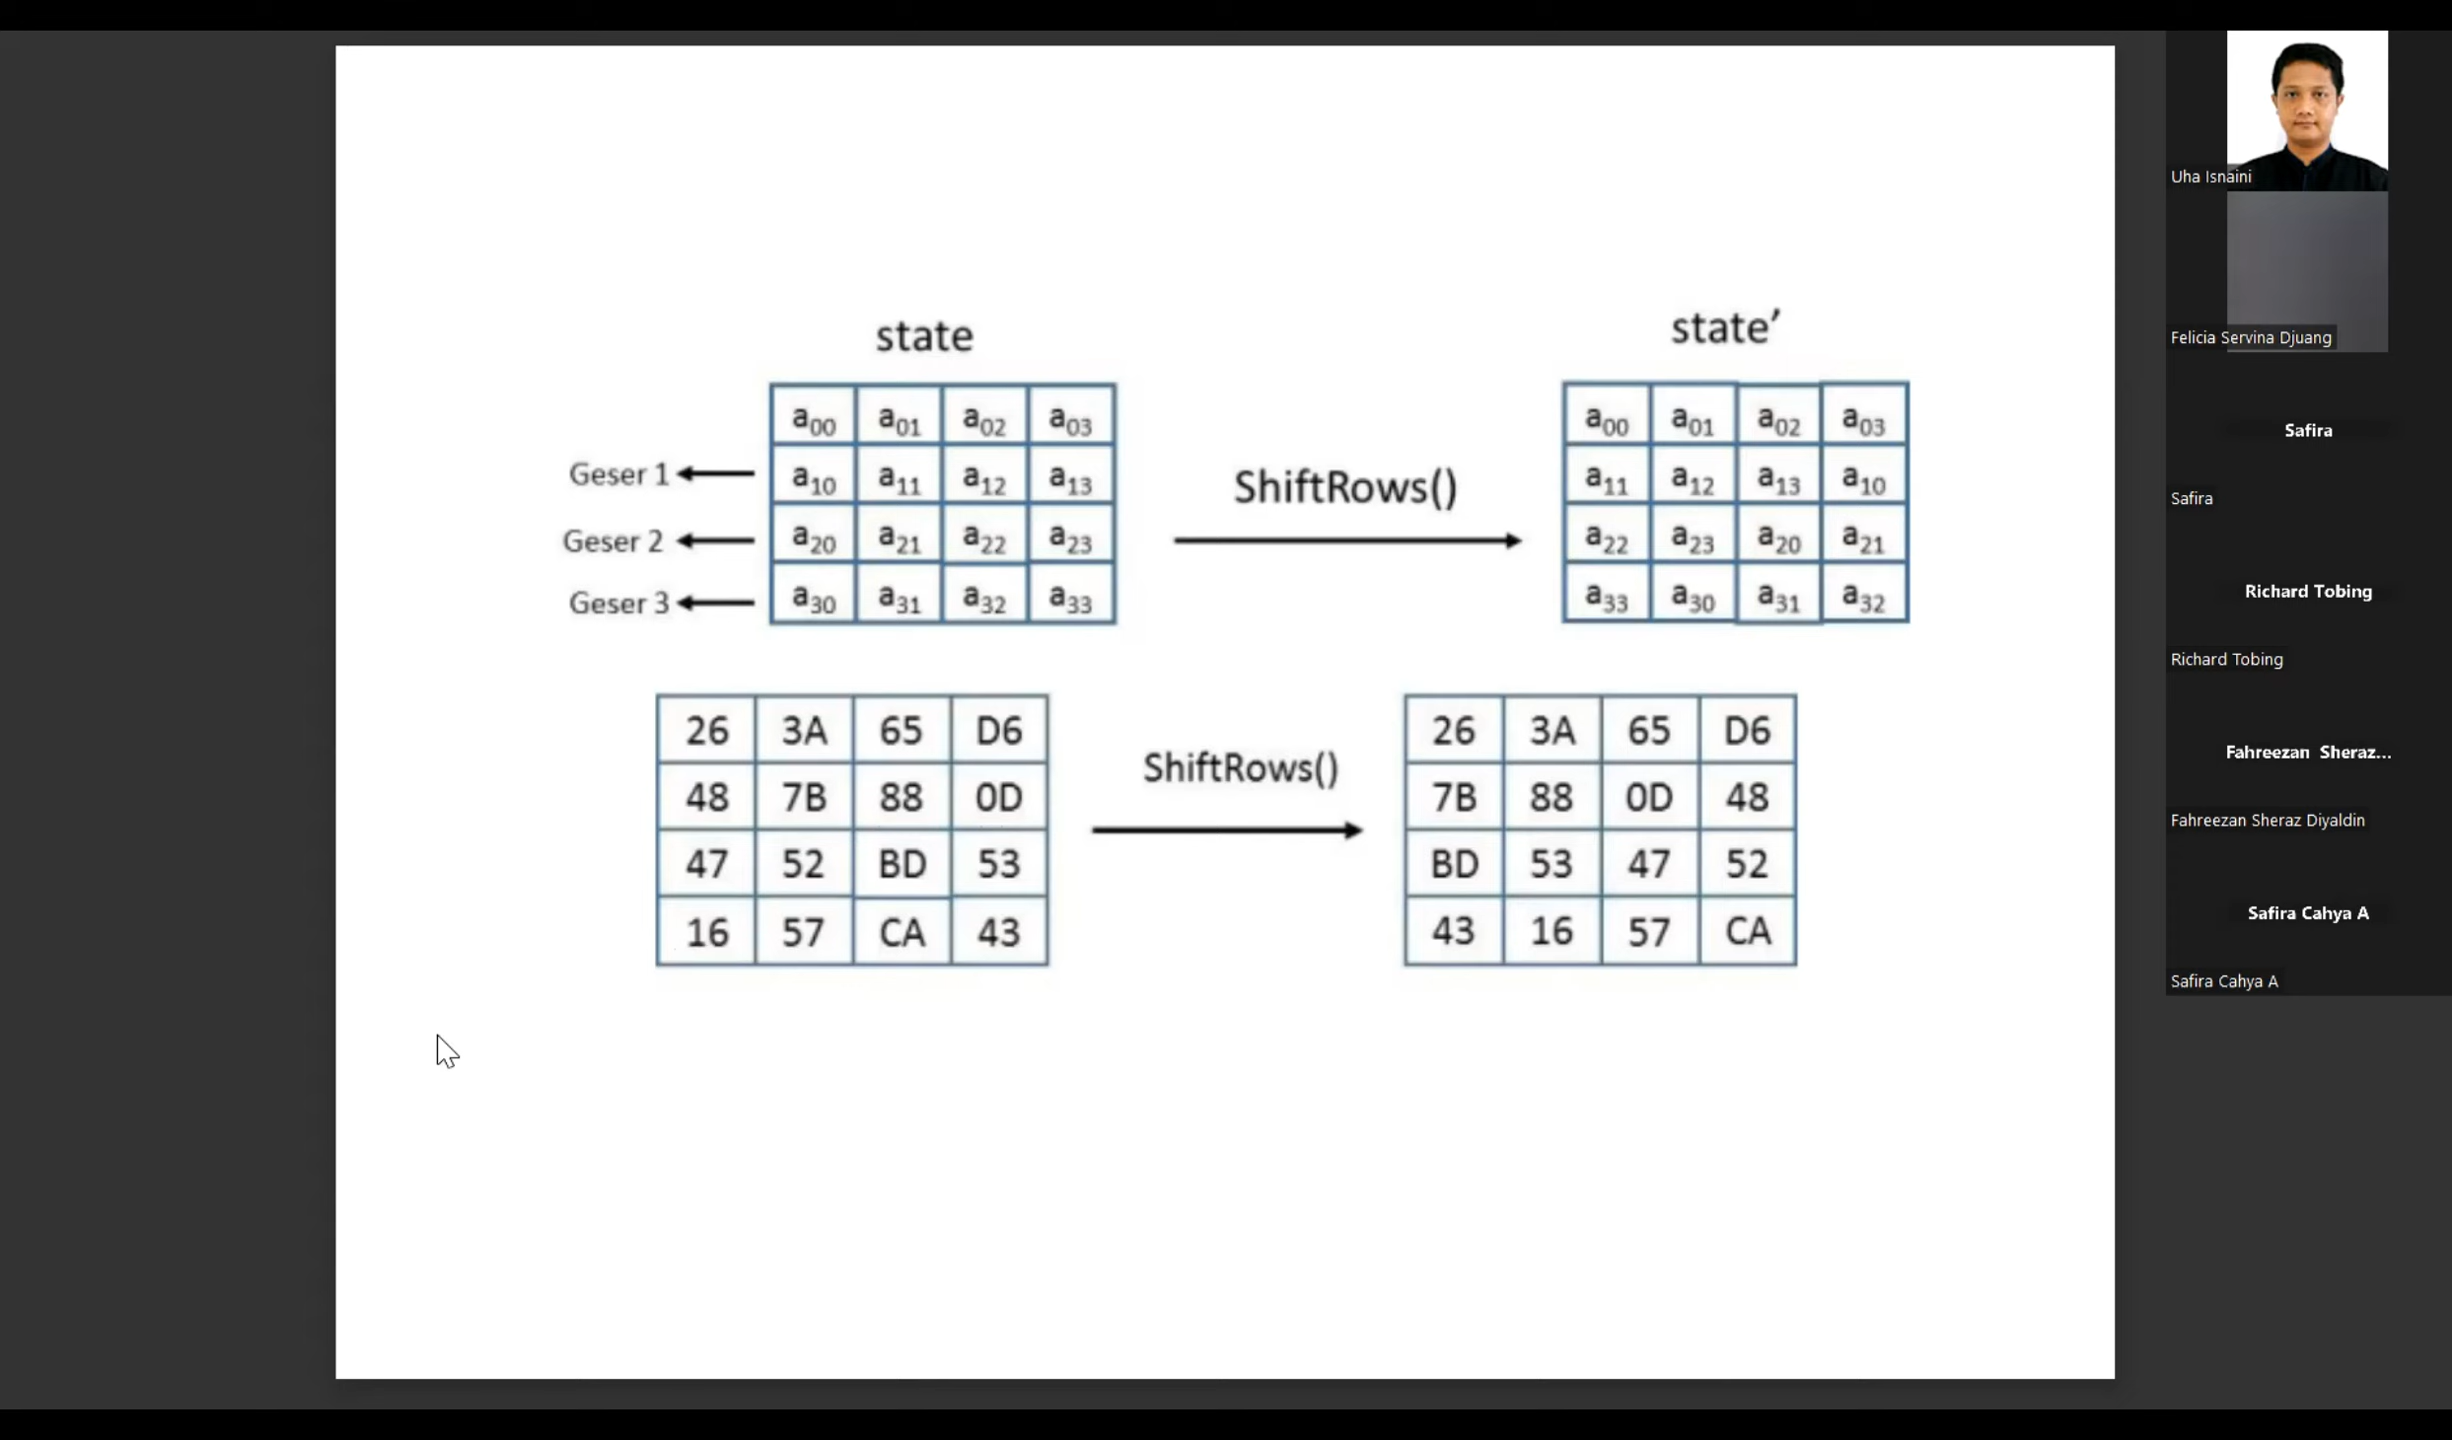 state
a00 a01 a02 a03
Geser 1 a10 a11 a12 a13
Geser 2 a20 a21 a22 a23
Geser 3 a30 a31 a32 a33
ShiftRows()
state’
a00 a01 a02 a03
a11 a12 a13 a10
a22 a23 a20 a21
a33 a30 a31 a32
26 3A 65 D6
48 7B 88 0D
47 52 BD 53
16 57 CA 43
ShiftRows()
26 3A 65 D6
7B 88 0D 48
BD 53 47 52
43 16 57 CA
Uha Isnaini
Felicia Servina Djuang
Safira
Safira
Richard Tobing
Richard Tobing
Fahreezan Sheraz...
Fahreezan Sheraz Diyaldin
Safira Cahya A
Safira Cahya A